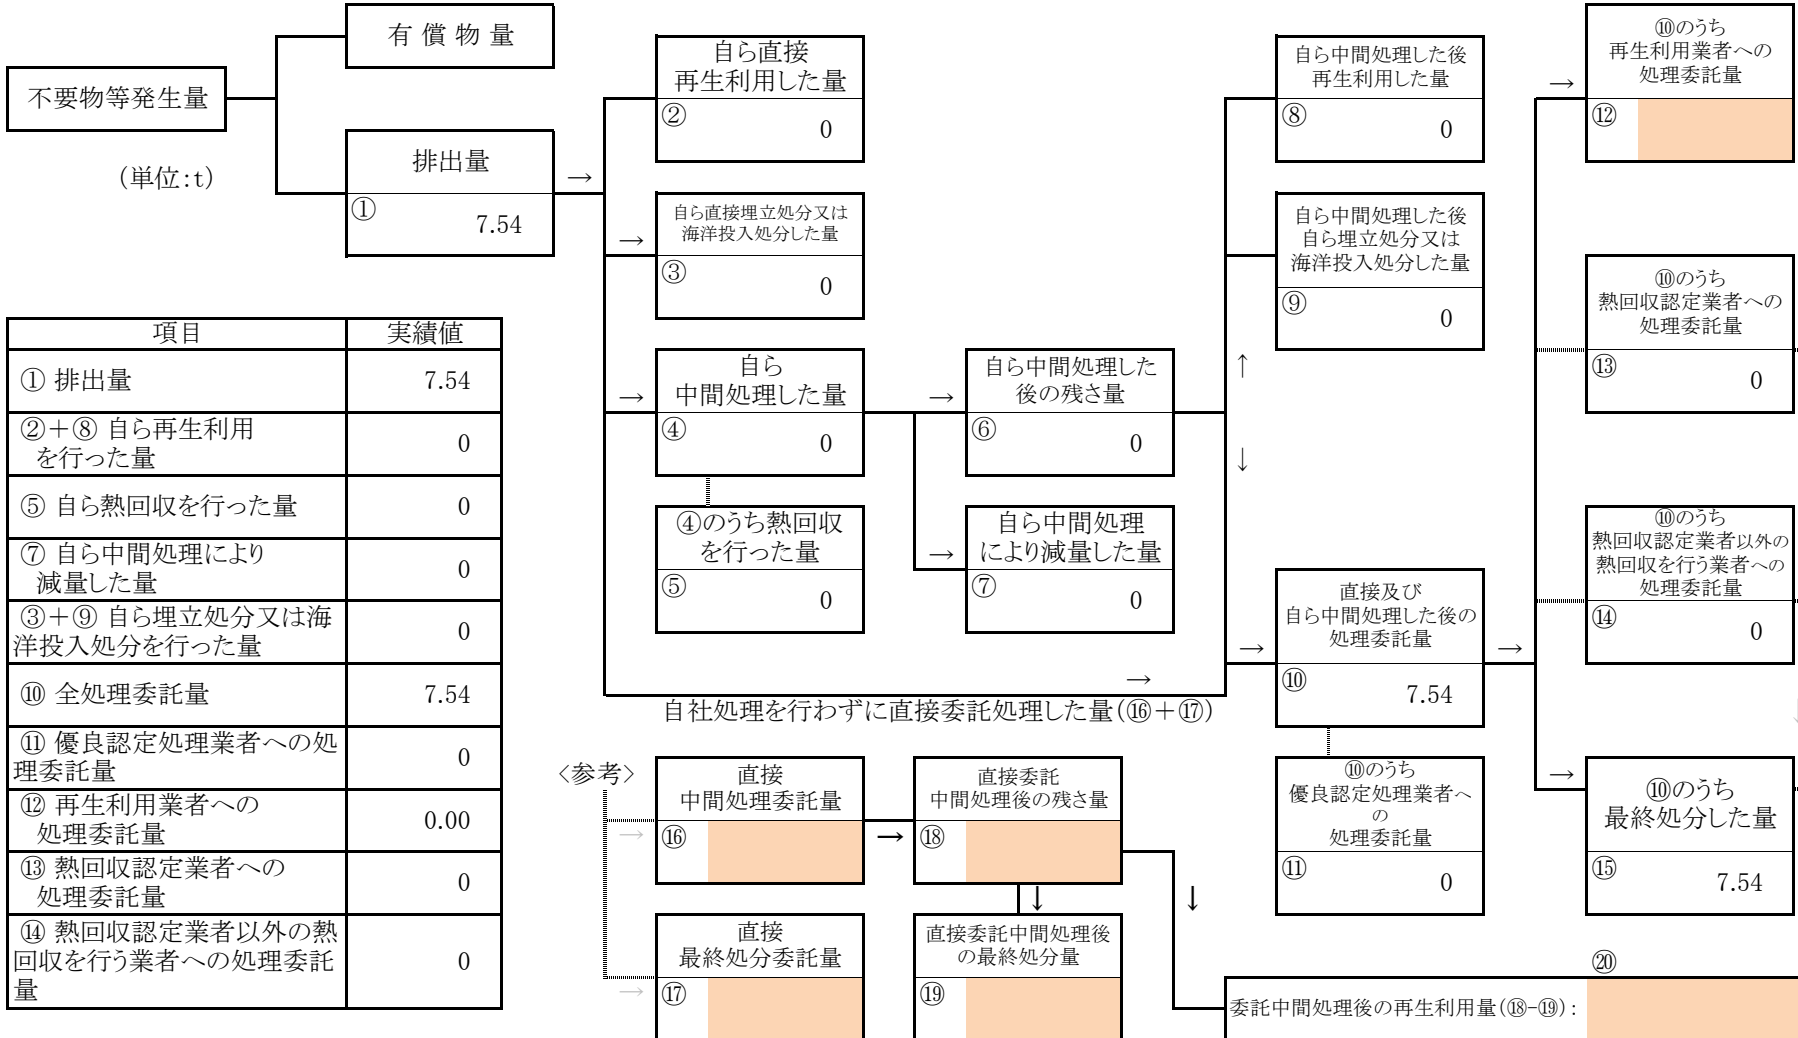 有 償 物 量
不要物等発生量
(単位:t)
排出量
①
7.54
→
自ら直接
再生利用した量
②
0
自ら直接埋立処分又は
海洋投入処分した量
→
③
0
自ら
中間処理した量
→
④
0
④のうち熱回収
を行った量
⑤
0
自ら中間処理した
後の残さ量
→
⑥
0
自ら中間処理
により減量した量
→
⑦
0
自ら中間処理した後
再生利用した量
⑧
0
自ら中間処理した後
自ら埋立処分又は
海洋投入処分した量
⑨
0
↑
↓
直接及び
自ら中間処理した後の
処理委託量
→
⑩
7.54
→
→
自社処理を行わずに直接委託処理した量(⑯+⑰)
⑩のうち
優良認定処理業者へ
の
処理委託量
⑪
0
⑩のうち
再生利用業者への
処理委託量
→
⑫
⑩のうち
熱回収認定業者への
処理委託量
⑬
0
⑩のうち
熱回収認定業者以外の
熱回収を行う業者への
処理委託量
⑭
0
↓
⑩のうち
最終処分した量
→
⑮
7.54
項目 実績値
① 排出量 7.54
②+⑧ 自ら再生利用
を行った量 0
⑤ 自ら熱回収を行った量 0
⑦ 自ら中間処理により
減量した量 0
③+⑨ 自ら埋立処分又は海
洋投入処分を行った量 0
⑩ 全処理委託量 7.54
⑪ 優良認定処理業者への処
理委託量 0
⑫ 再生利用業者への
処理委託量 0.00
⑬ 熱回収認定業者への
処理委託量 0
⑭ 熱回収認定業者以外の熱
回収を行う業者への処理委託
量 0
<参考>
直接
中間処理委託量
→
⑯
直接委託
中間処理後の残さ量
→
⑱
↓
↓
直接
最終処分委託量
→
⑰
直接委託中間処理後
の最終処分量
⑲
⑳
委託中間処理後の再生利用量(⑱-⑲):